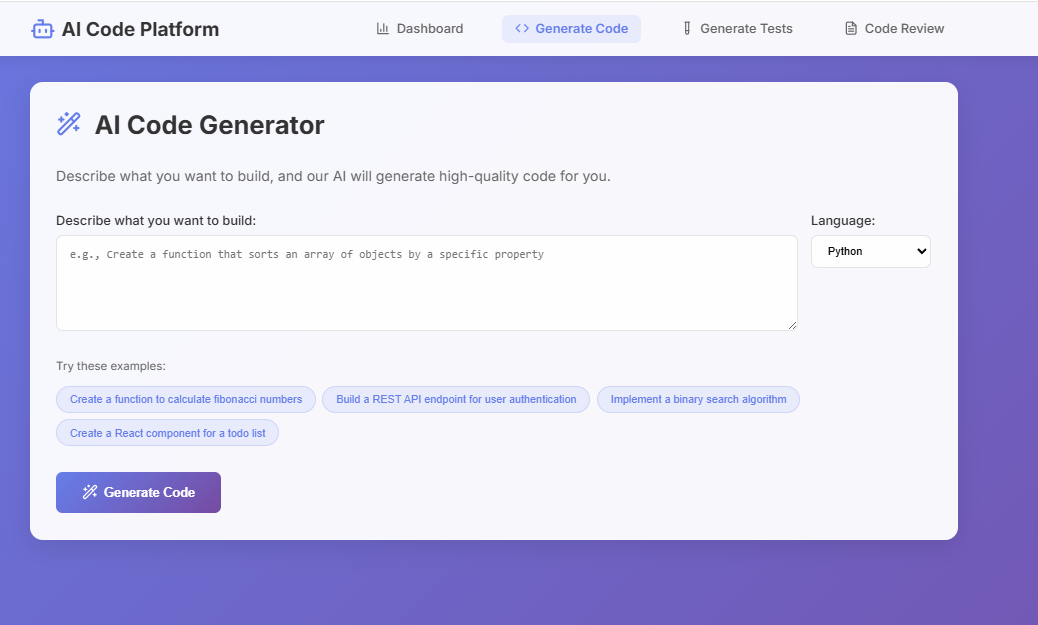 AI Code Platform
Dashboard
Generate Code
Generate Tests
Code Review
AI Code Generator
Describe what you want to build, and our AI will generate high-quality code for you.
Describe what you want to build:
Language:
e.g., Create a function that sorts an array of objects by a specific property
Python
Try these examples:
Create a function to calculate fibonacci numbers
Build a REST API endpoint for user authentication
Implement a binary search algorithm
Create a React component for a todo list
Generate Code